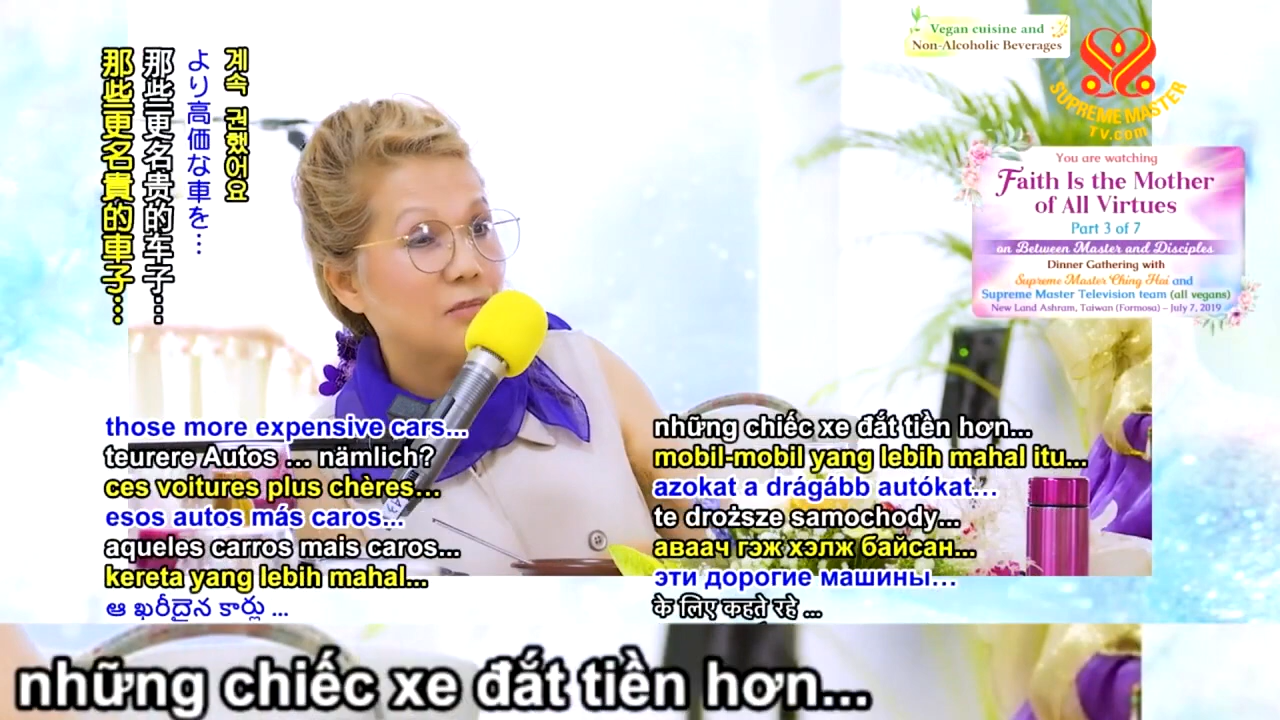 계속 권했어요
より高価な車を…
那些更名贵的车子…
那些更名貴的車子…
Vegan cuisine and
Non-Alcoholic Beverages
SUPREME MASTER
TV.com
You are watching
Faith Is the Mother
of All Virtues
Part 3 of 7
on Between Master and Disciples
Dinner Gathering with
Supreme Master Ching Hai and
Supreme Master Television team (all vegans)
New Land Ashram, Taiwan (Formosa) – July 7, 2019
those more expensive cars...
teurere Autos … nämlich?
ces voitures plus chères…
esos autos más caros...
aqueles carros mais caros...
kereta yang lebih mahal...
ఆ ఖరీదైన కార్లు ...
những chiếc xe đắt tiền hơn...
mobil-mobil yang lebih mahal itu...
azokat a drágább autókat…
te droższe samochody...
аваач гэж хэлж байсан...
эти дорогие машины…
के लिए कहते रहे ...
những chiếc xe đắt tiền hơn...